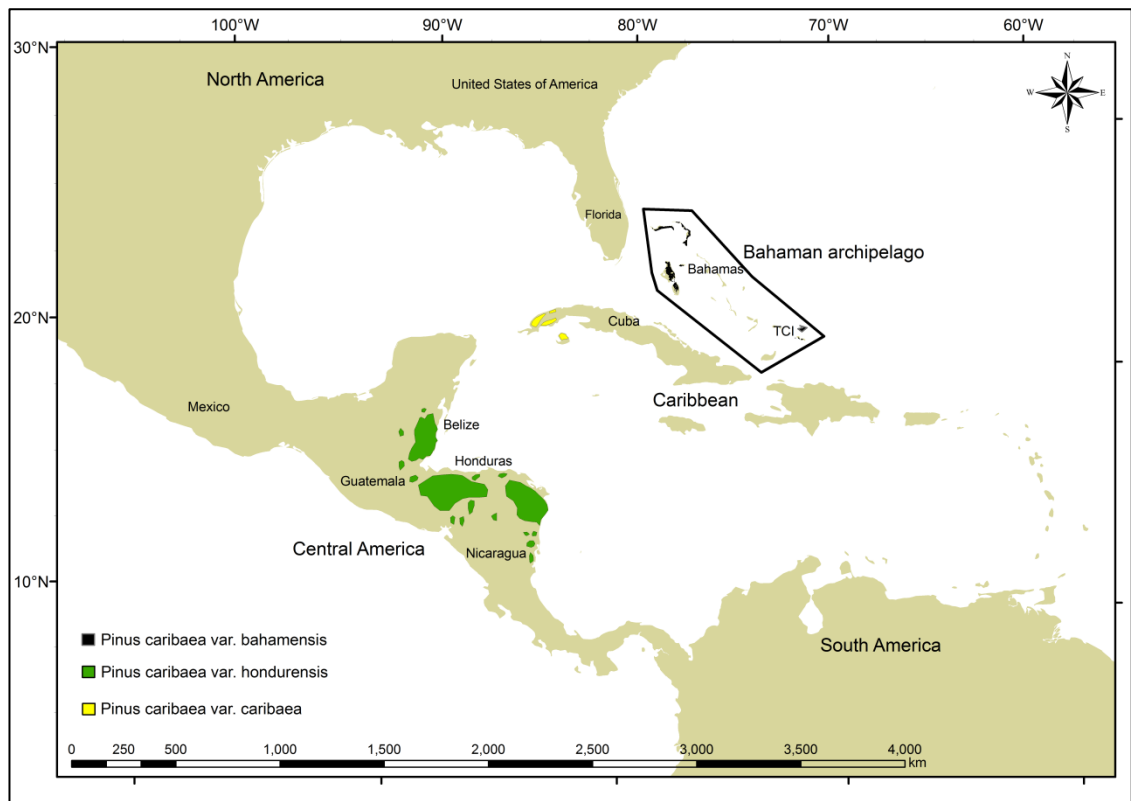 100°W
90°W
80°W
70°W
60°W
30°N
20°N
10°N
North America
United States of America
N
W
E
S
Florida
Bahaman archipelago
Bahamas
TCI
Cuba
Caribbean
Mexico
Belize
Honduras
Guatemala
Central America
Nicaragua
South America
Pinus caribaea var. bahamensis
Pinus caribaea var. hondurensis
Pinus caribaea var. caribaea
0 250 500 1,000 1,500 2,000 2,500 3,000 3,500 4,000
km